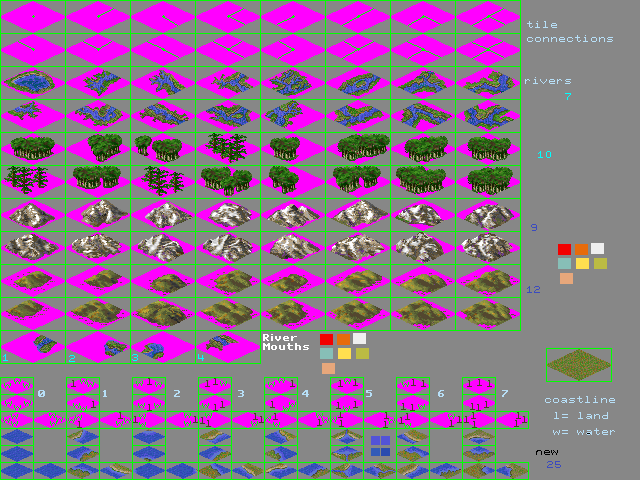 tile
connections
rivers
7
10
9
12
River
Mouths
1 2 3 4
0 1 2 3 4 5 6 7
coastline
l= land
w= water
new
25